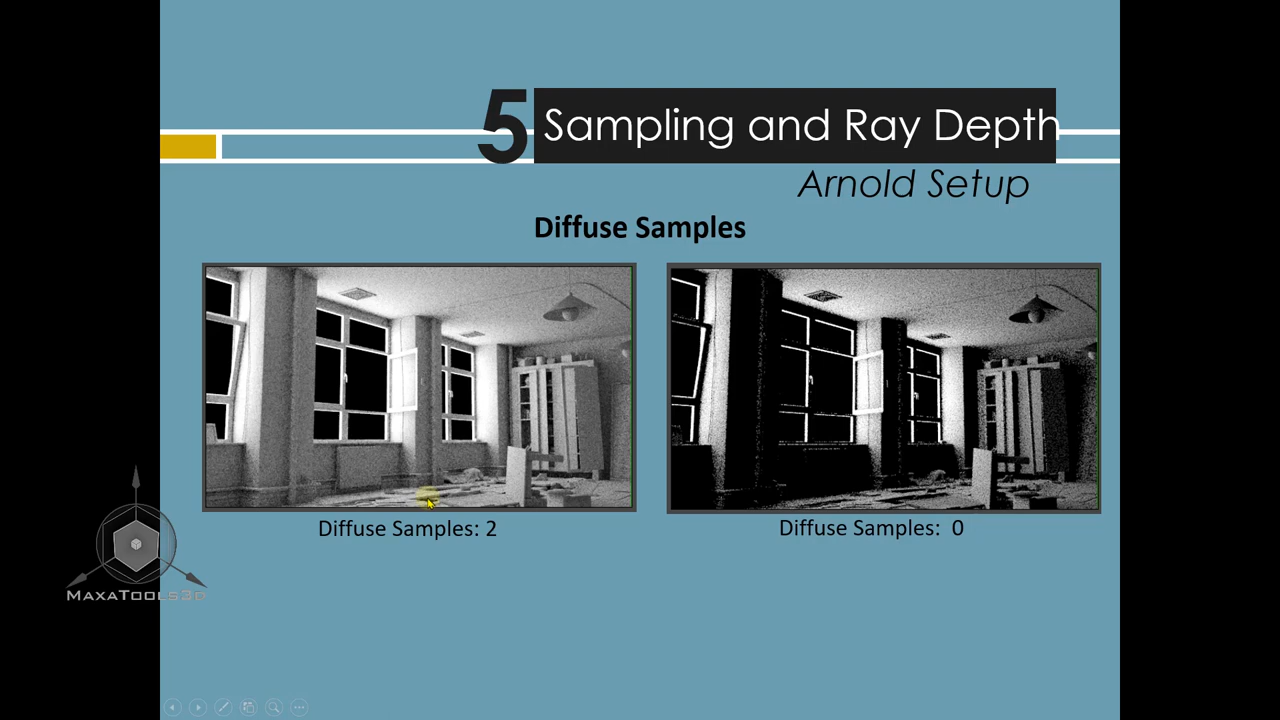 5 Sampling and Ray Depth
Arnold Setup
Diffuse Samples
Diffuse Samples: 2
Diffuse Samples: 0
MAXATOOLS3D